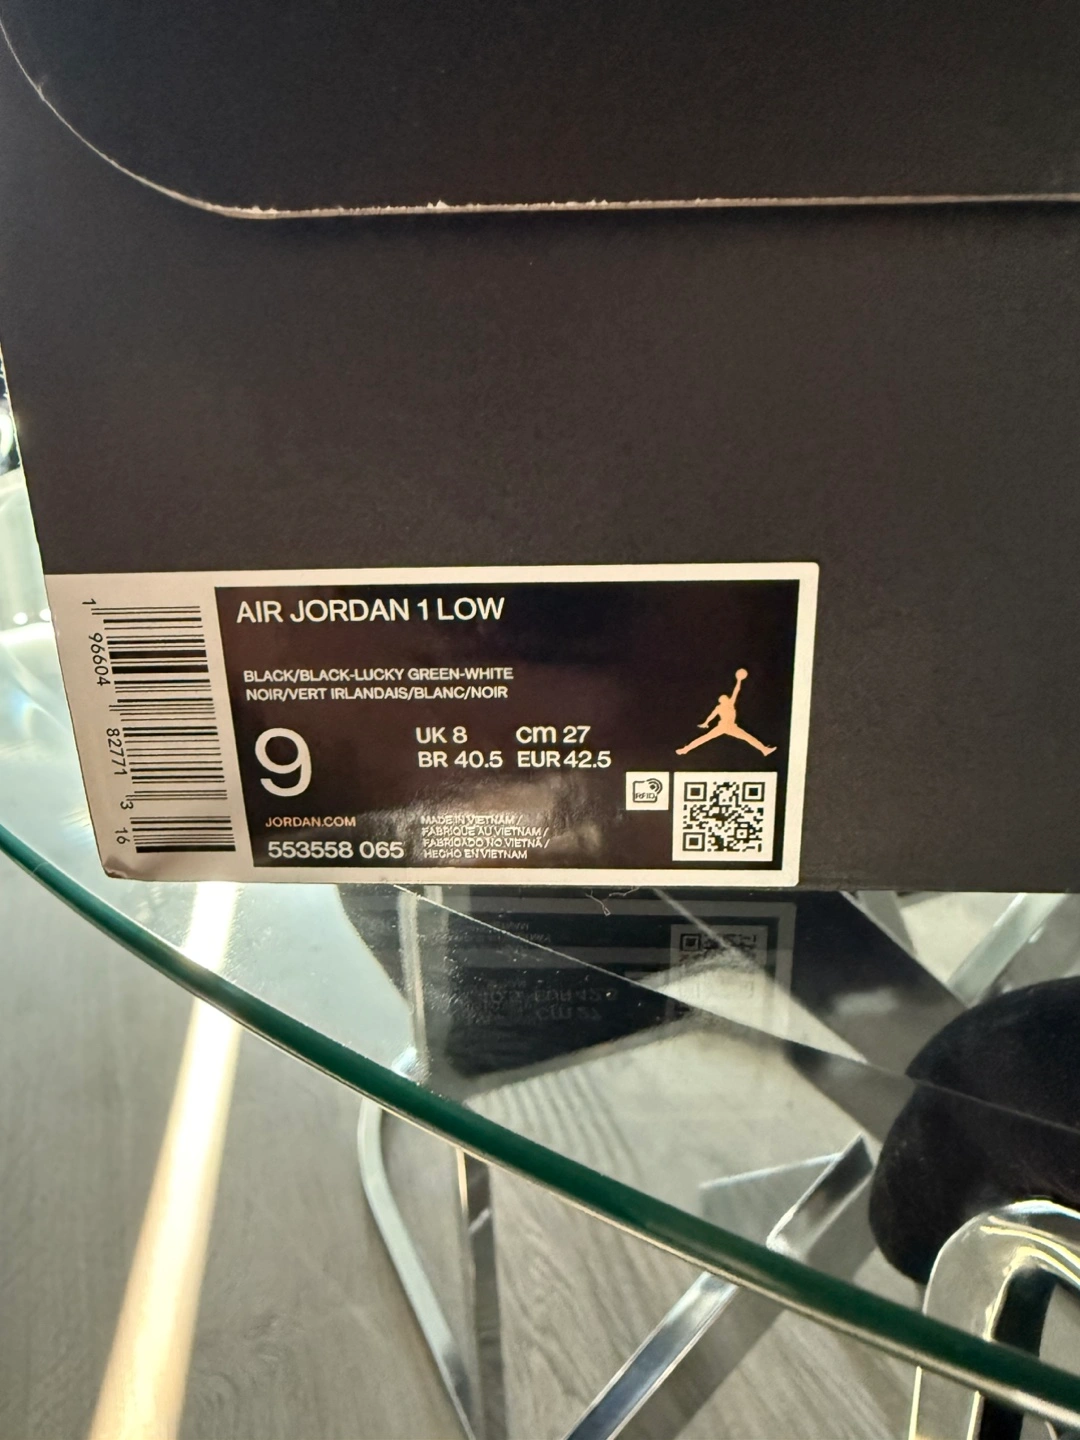 AIR JORDAN 1 LOW
BLACK/BLACK-LUCKY GREEN-WHITE
NOIR/VERT IRLANDAIS/BLANC/NOIR
9
UK 8 cm 27
BR 40.5 EUR 42.5
RFID
JORDAN.COM
553558 065
MADE IN VIETNAM /
FABRIQUE AU VIETNAM /
FABRICADO NO VIETNÃ /
HECHO EN VIETNAM
1 96604 82771 3 16